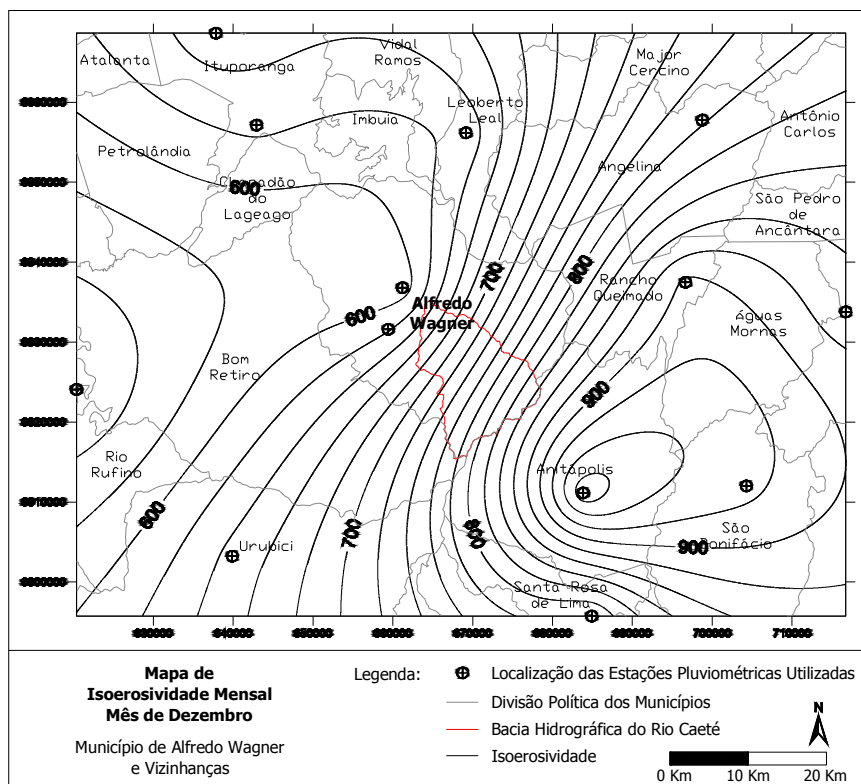 Atalanta
Ituporanga
Vidal
Ramos
Major
Cercino
Leoberto
Leal
Imbuia
Antônio
Carlos
Petrolândia
Angelina
600
do
Lageago
São Pedro
de
Ancântara
700
800
Rancho
Queimado
Alfredo
Wagner
600
Águas
Mornas
Bom
Retiro
900
Rio
Rufino
Anitápolis
600
700
São
Bonifácio
900
Urubici
Santa Rosa
de Lima
Mapa de
Isoerosividade Mensal
Mês de Dezembro
Município de Alfredo Wagner
e Vizinhanças
Legenda:
Localização das Estações Pluviométricas Utilizadas
Divisão Política dos Municípios
Bacia Hidrográfica do Rio Caeté
Isoerosividade
N
0 Km 10 Km 20 Km